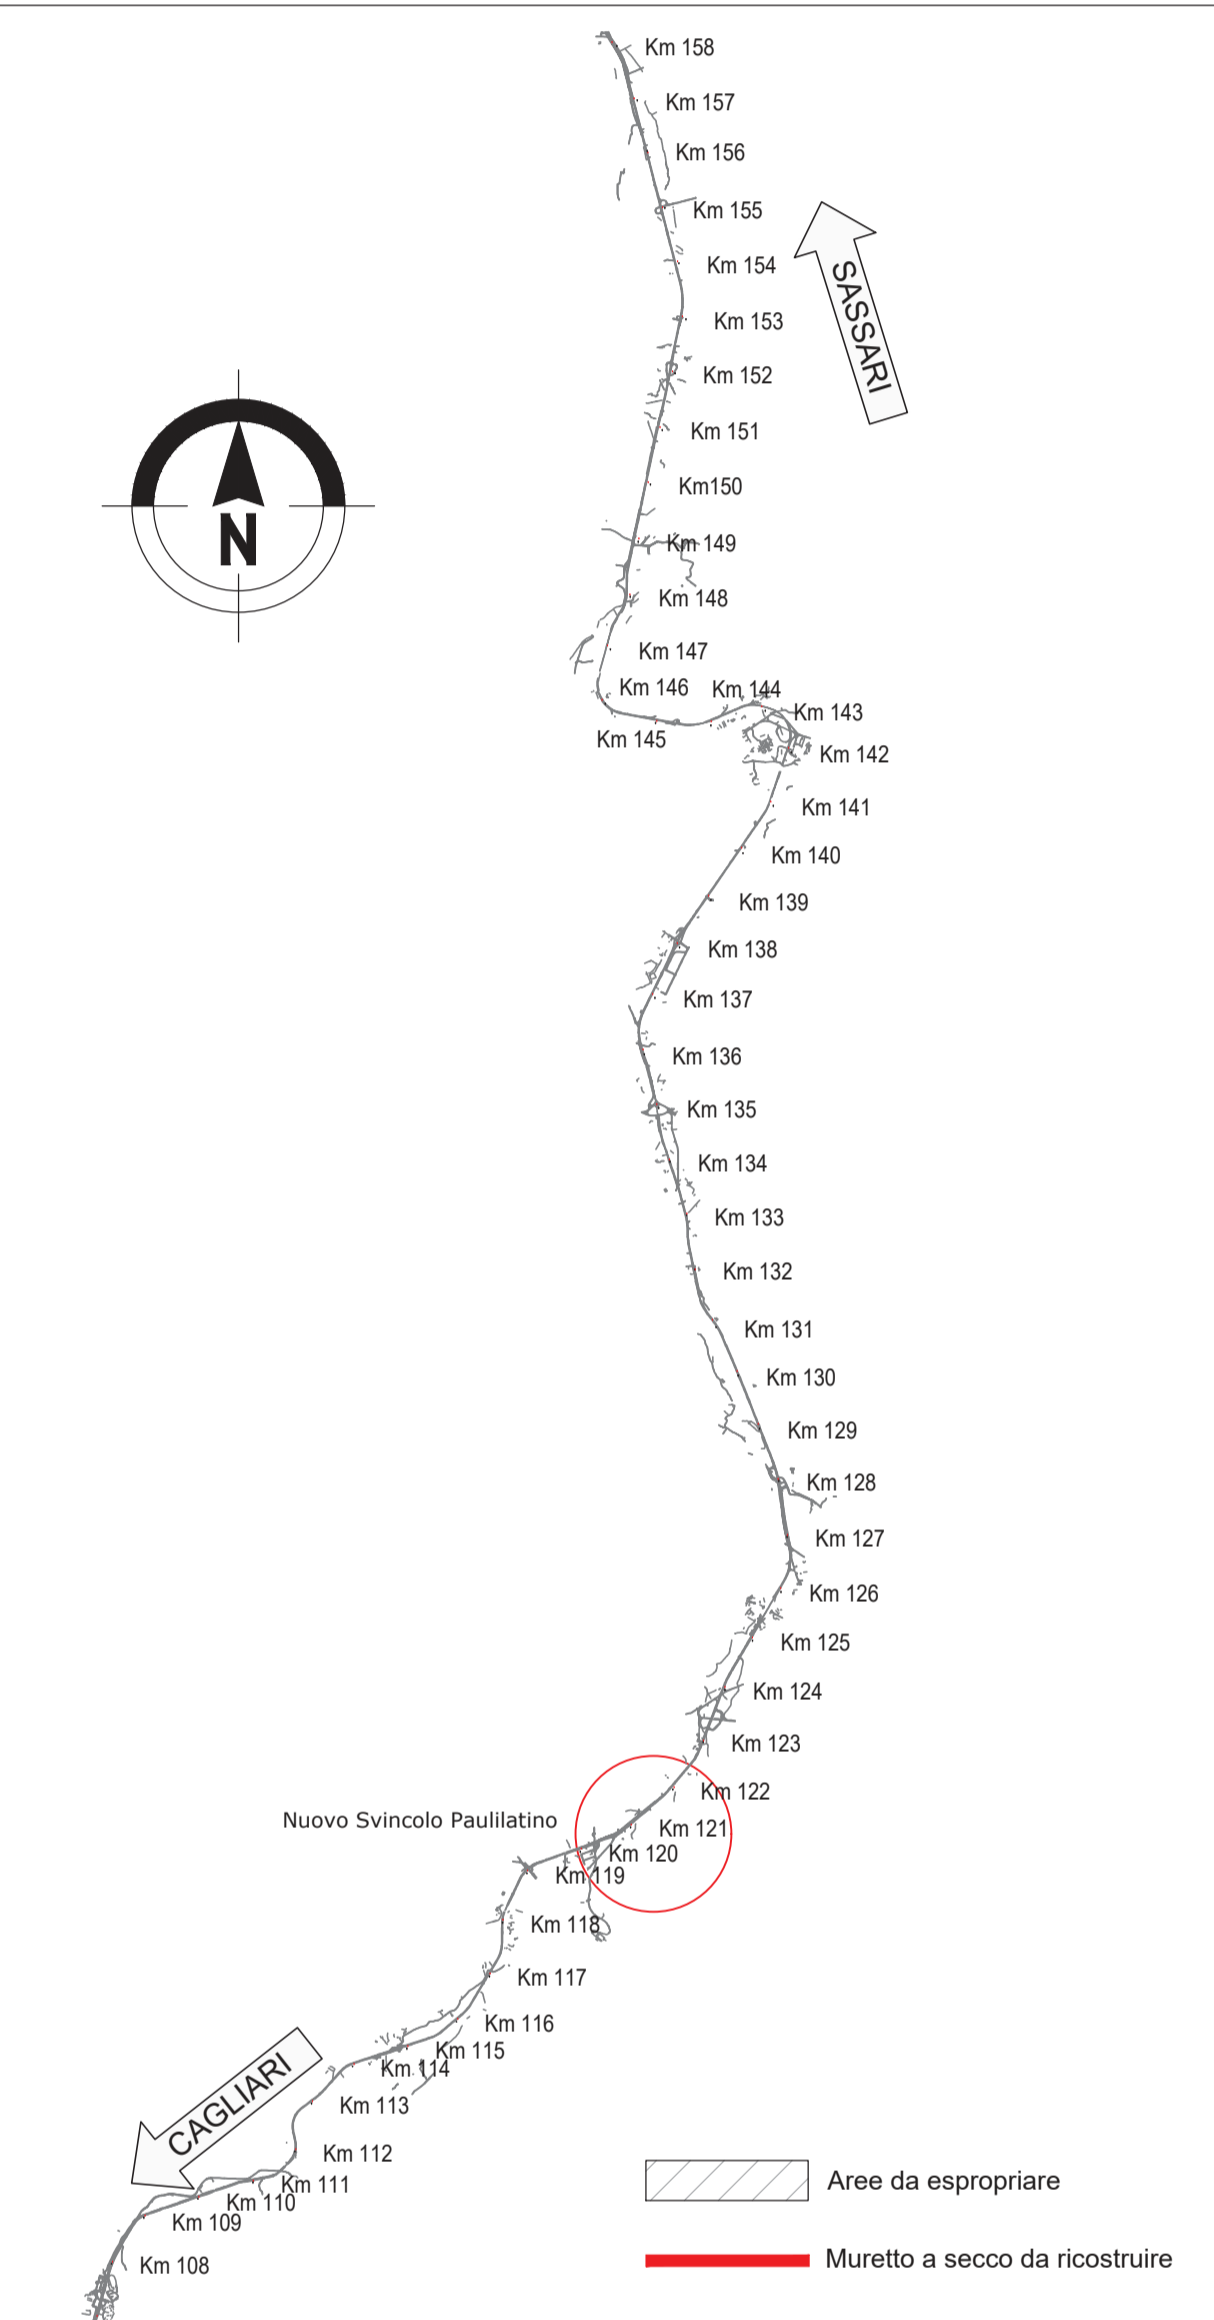 Km 158
Km 157
Km 156
Km 155
SASSARI
Km 154
Km 153
Km 152
Km 151
Km150
N
Km 149
Km 148
Km 147
Km 146
Km 144
Km 143
Km 145
Km 142
Km 141
Km 140
Km 139
Km 138
Km 137
Km 136
Km 135
Km 134
Km 133
Km 132
Km 131
Km 130
Km 129
Km 128
Km 127
Km 126
Km 125
Km 124
Km 123
Km 122
Nuovo Svincolo Paulilatino
Km 121
Km 120
Km 119
Km 118
Km 117
Km 116
Km 115
Km 114
CAGLIARI
Km 113
Km 112
Km 111
Km 110
Km 109
Km 108
Aree da espropriare
Muretto a secco da ricostruire